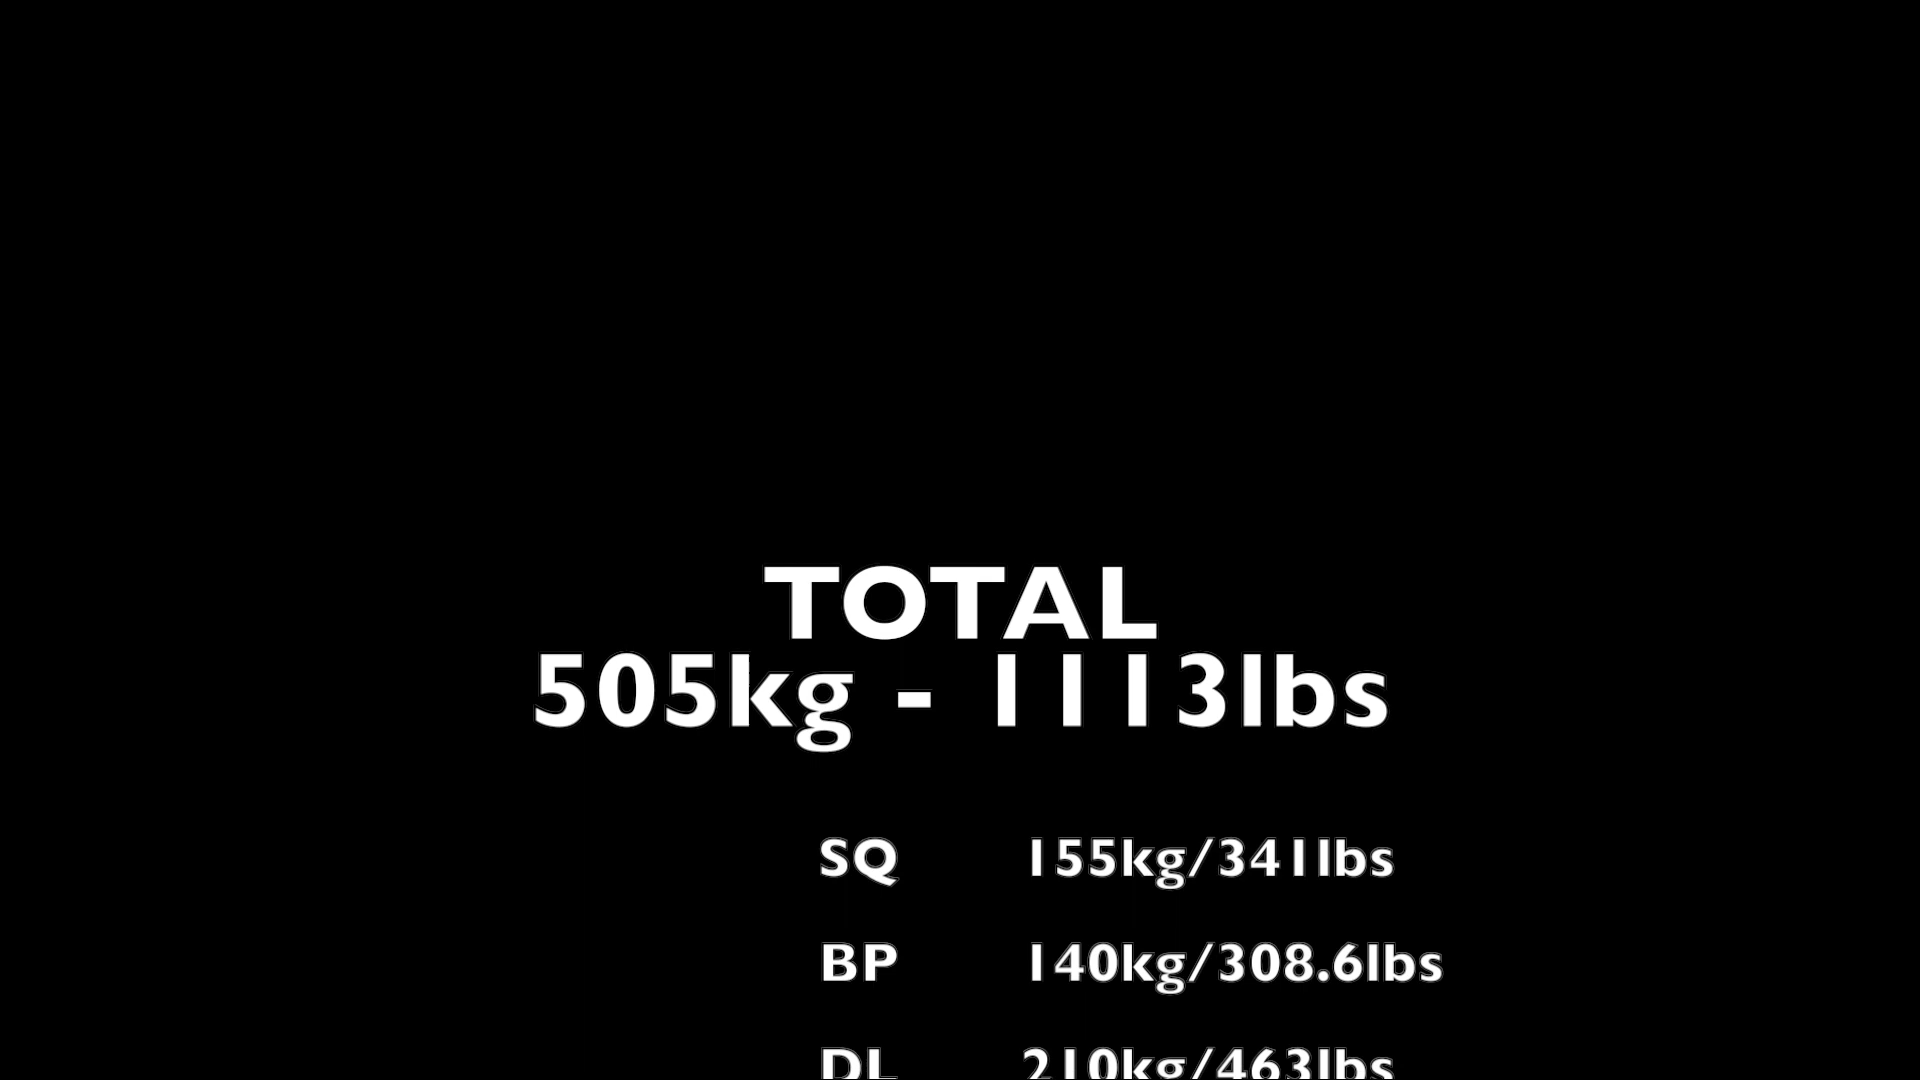 TOTAL
505kg - 1113lbs
SQ 155kg/341lbs
BP 140kg/308.6lbs
DL 210kg/463lbs